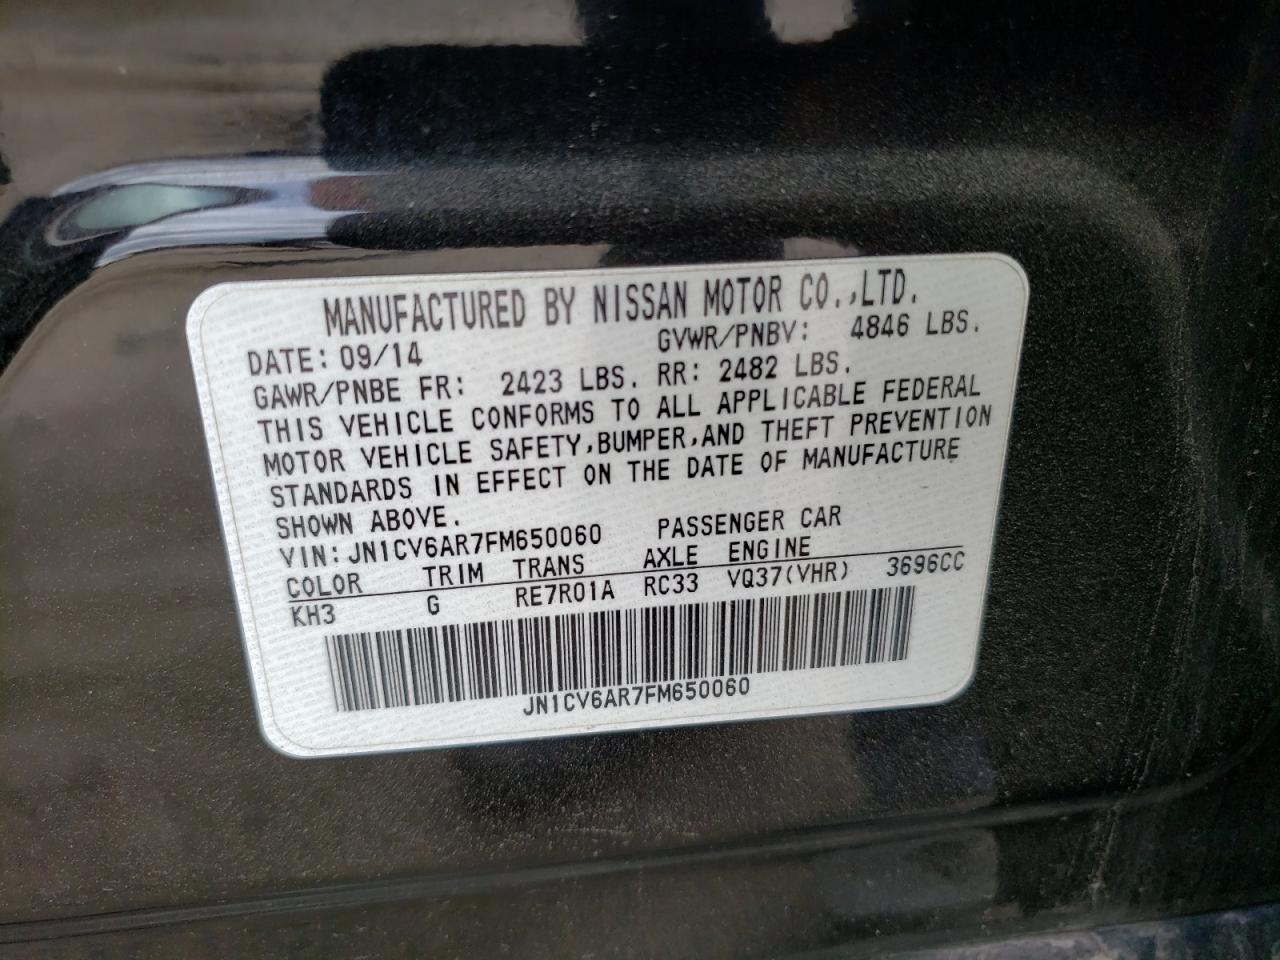 MANUFACTURED BY NISSAN MOTOR CO.,LTD.
DATE: 09/14 GVWR/PNBV: 4846 LBS.
GAWR/PNBE FR: 2423 LBS. RR: 2482 LBS.
THIS VEHICLE CONFORMS TO ALL APPLICABLE FEDERAL
MOTOR VEHICLE SAFETY,BUMPER,AND THEFT PREVENTION
STANDARDS IN EFFECT ON THE DATE OF MANUFACTURE
SHOWN ABOVE.
VIN: JN1CV6AR7FM650060 PASSENGER CAR
COLOR TRIM TRANS AXLE ENGINE
KH3 G RE7R01A RC33 VQ37(VHR) 3696CC
JN1CV6AR7FM650060